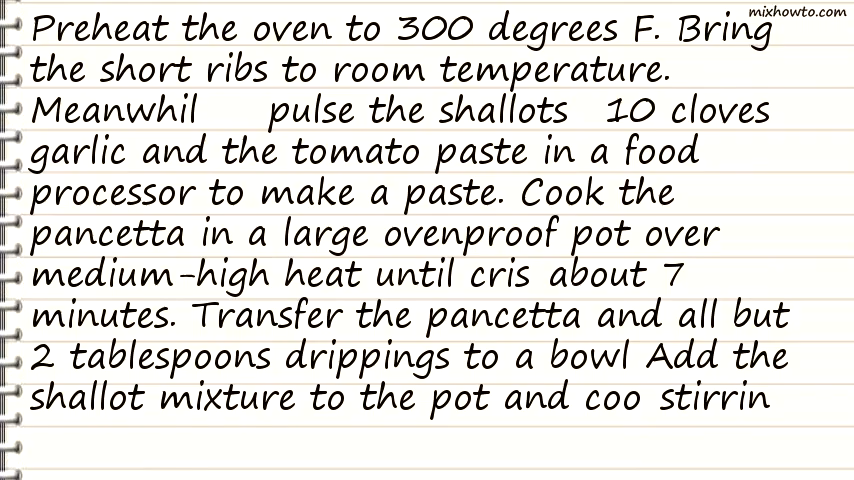 mixhowto.com
Preheat the oven to 300 degrees F. Bring
the short ribs to room temperature.
Meanwhil pulse the shallots 10 cloves
garlic and the tomato paste in a food
processor to make a paste. Cook the
pancetta in a large ovenproof pot over
medium-high heat until cris about 7
minutes. Transfer the pancetta and all but
2 tablespoons drippings to a bowl Add the
shallot mixture to the pot and coo stirrin